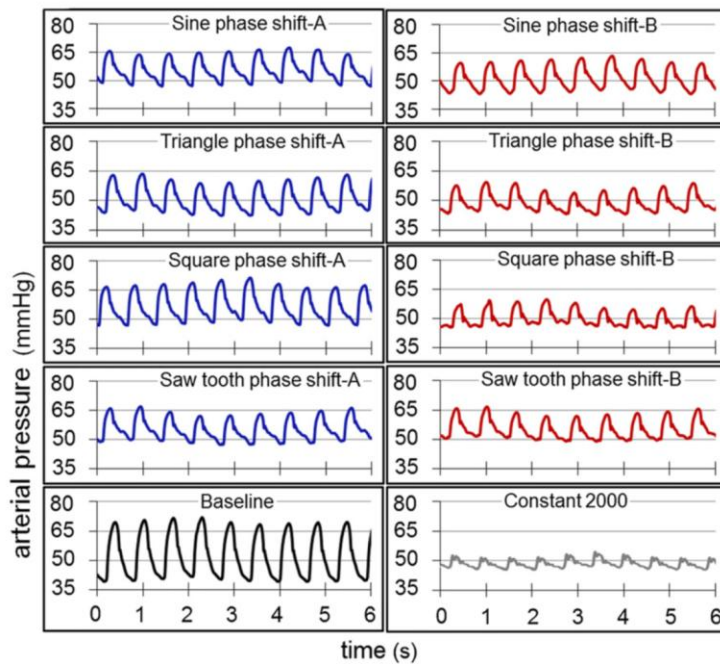 80 Sine phase shift-A 80 Sine phase shift-B
65 65
50 50
35 35
80 Triangle phase shift-A 80 Triangle phase shift-B
65 65
50 50
35 35
80 Square phase shift-A 80 Square phase shift-B
65 65
50 50
35 35
80 Saw tooth phase shift-A 80 Saw tooth phase shift-B
65 65
50 50
35 35
80 Baseline 80 Constant 2000
65 65
50 50
35 35
0 1 2 3 4 5 6 0 1 2 3 4 5 6
arterial pressure (mmHg)
time (s)